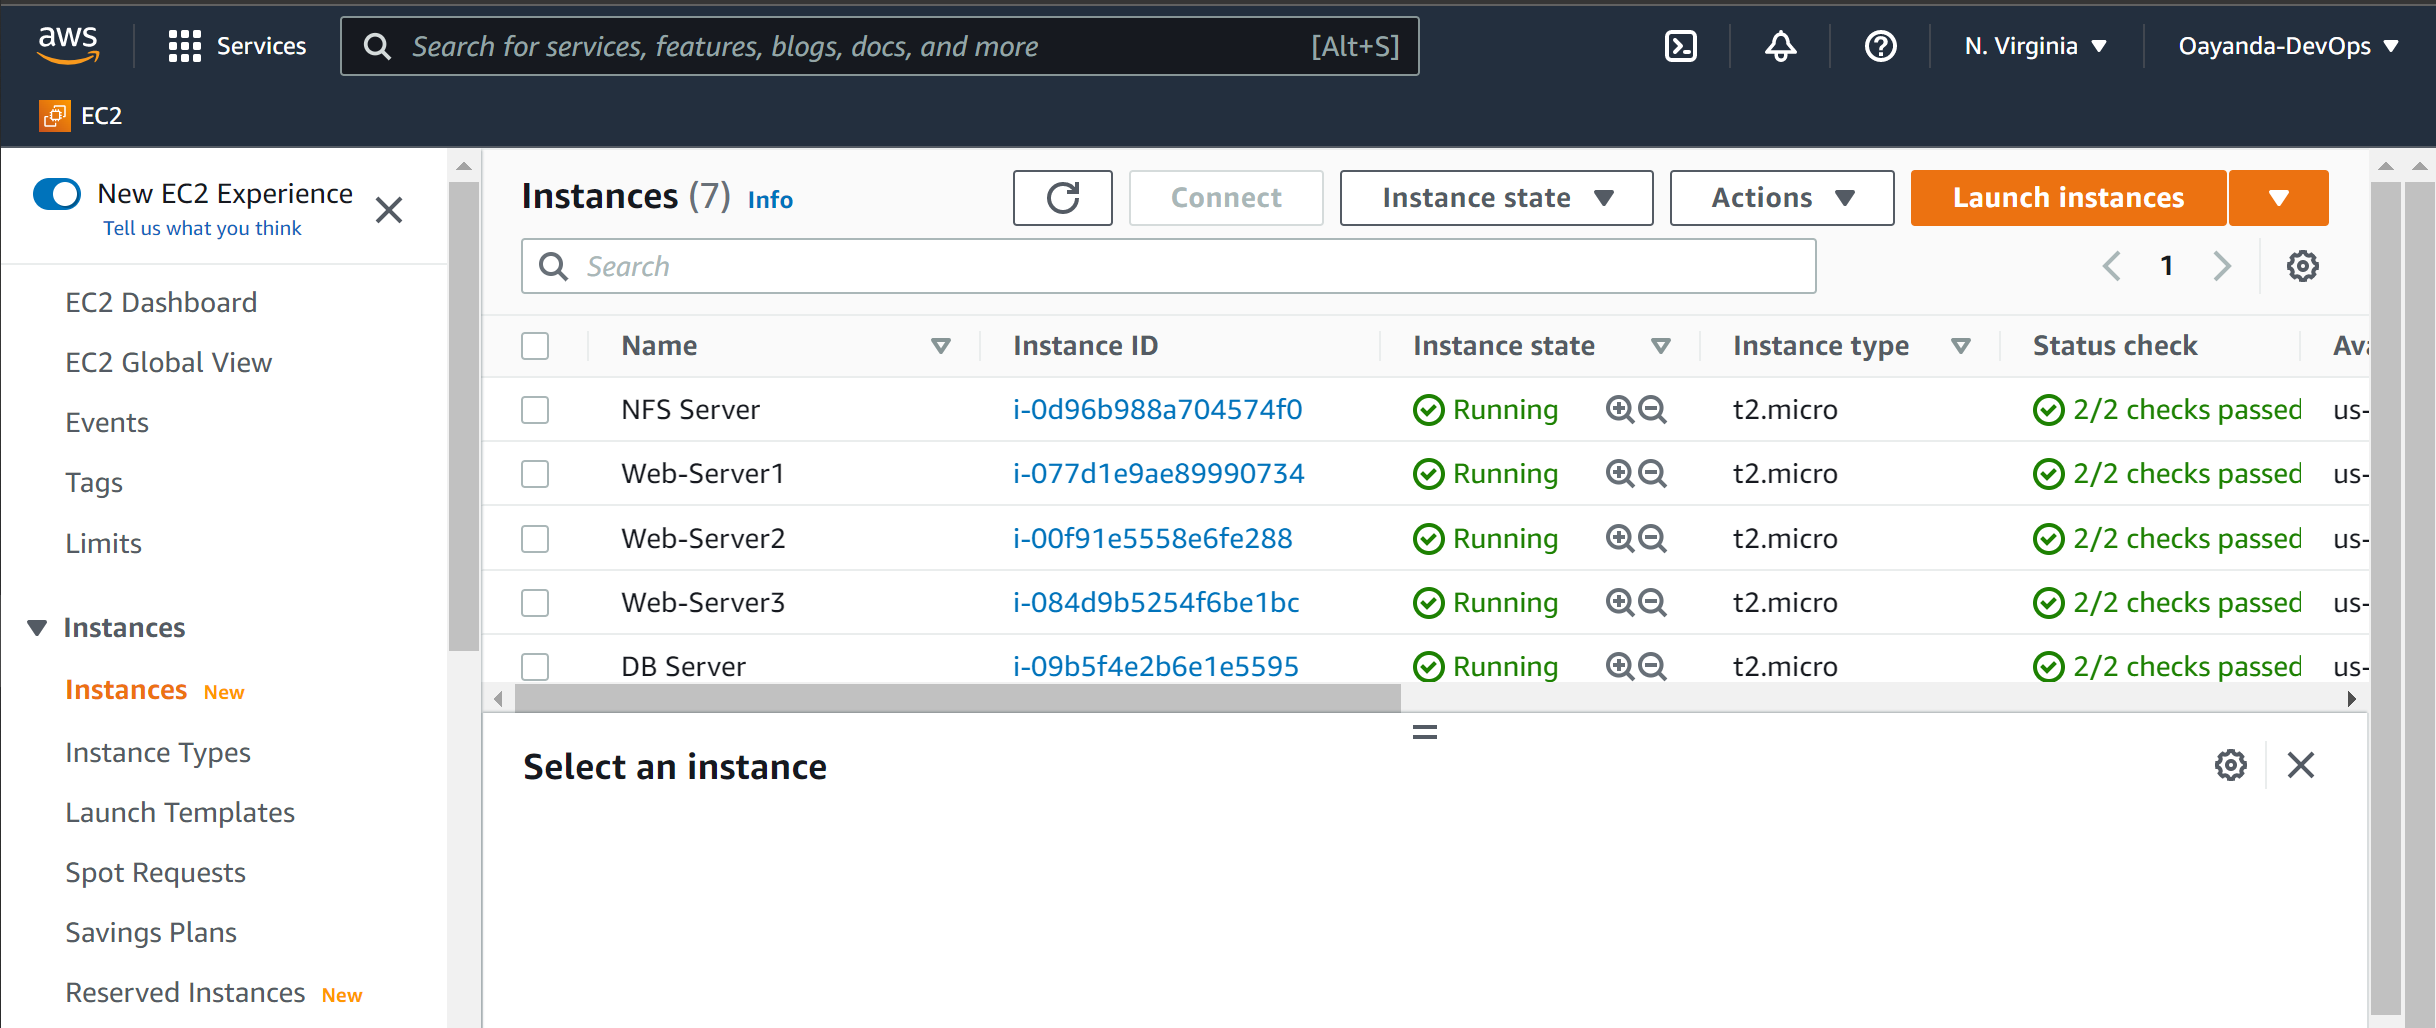 aws Services Search for services, features, blogs, docs, and more [Alt+S] N. Virginia Oayanda-DevOps
EC2
New EC2 Experience
Tell us what you think
EC2 Dashboard
EC2 Global View
Events
Tags
Limits
Instances
Instances New
Instance Types
Launch Templates
Spot Requests
Savings Plans
Reserved Instances New
Instances (7) Info Connect Instance state Actions Launch instances
Search 1
Name Instance ID Instance state Instance type Status check
NFS Server i-0d96b988a704574f0 Running t2.micro 2/2 checks passed us-
Web-Server1 i-077d1e9ae89990734 Running t2.micro 2/2 checks passed us-
Web-Server2 i-00f91e5558e6fe288 Running t2.micro 2/2 checks passed us-
Web-Server3 i-084d9b5254f6be1bc Running t2.micro 2/2 checks passed us-
DB Server i-09b5f4e2b6e1e5595 Running t2.micro 2/2 checks passed us-
Select an instance